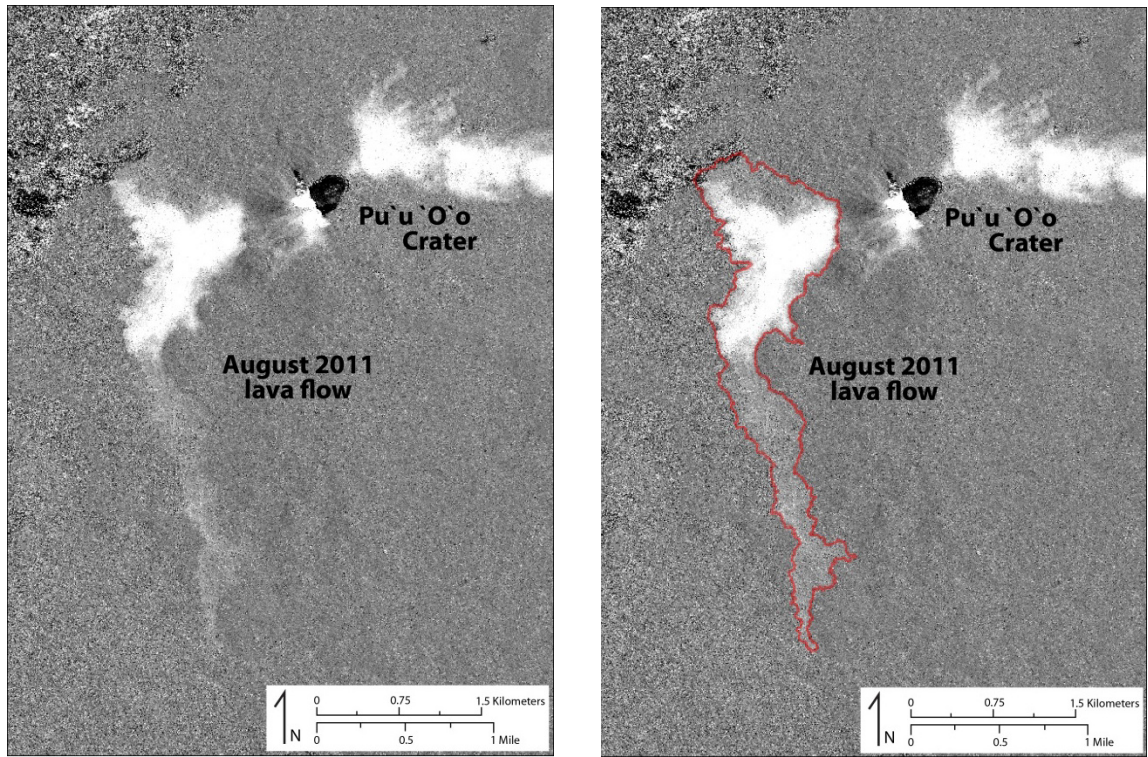 Pu`u `O`o
Crater
August 2011
lava flow
0 0.75 1.5 Kilometers
N
0 0.5 1 Mile
Pu`u `O`o
Crater
August 2011
lava flow
0 0.75 1.5 Kilometers
N
0 0.5 1 Mile